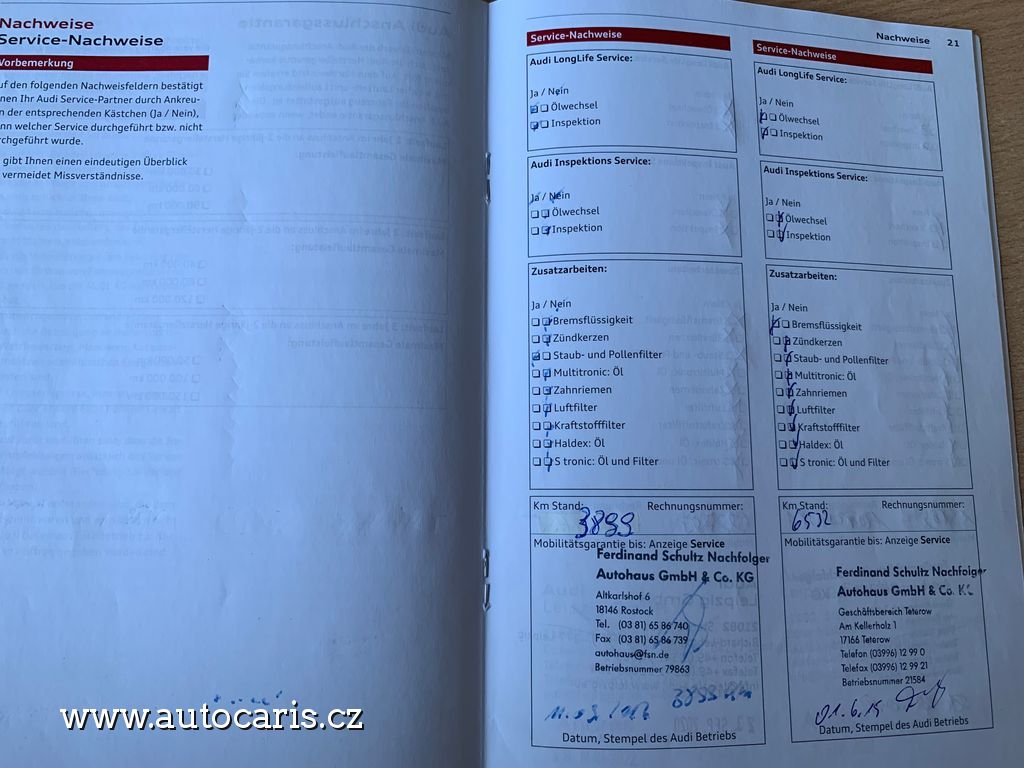 Nachweise
Service-Nachweise
Vorbemerkung
uf den folgenden Nachweisfeldern bestätigt
nen Ihr Audi Service-Partner durch Ankreu-
n der entsprechenden Kästchen (Ja / Nein),
nn welcher Service durchgeführt bzw. nicht
rchgeführt wurde.
gibt Ihnen einen eindeutigen Überblick
vermeidet Missverständnisse.
Nachweise 21
Service-Nachweise
Audi LongLife Service:
Ja / Nein
Ölwechsel
Inspektion
Audi Inspektions Service:
Ja / Nein
Ölwechsel
Inspektion
Zusatzarbeiten:
Ja / Nein
Bremsflüssigkeit
Zündkerzen
Staub- und Pollenfilter
Multitronic: Öl
Zahnriemen
Luftfilter
Kraftstofffilter
Haldex: Öl
S tronic: Öl und Filter
Km Stand: Rechnungsnummer:
3899
Mobilitätsgarantie bis: Anzeige Service
Ferdinand Schultz Nachfolger
Autohaus GmbH & Co. KG
Altkarlshof 6
18146 Rostock
Tel. (03 81) 65 86 740
Fax (03 81) 65 86 739
autohaus@fsn.de
Betriebsnummer 79863
Datum, Stempel des Audi Betriebs
Service-Nachweise
Audi LongLife Service:
Ja / Nein
Ölwechsel
Inspektion
Audi Inspektions Service:
Ja / Nein
Ölwechsel
Inspektion
Zusatzarbeiten:
Ja / Nein
Bremsflüssigkeit
Zündkerzen
Staub- und Pollenfilter
Multitronic: Öl
Zahnriemen
Luftfilter
Kraftstofffilter
Haldex: Öl
S tronic: Öl und Filter
Km Stand: Rechnungsnummer:
6532
Mobilitätsgarantie bis: Anzeige Service
Ferdinand Schultz Nachfolger
Autohaus GmbH & Co. KG
Geschäftsbereich Teterow
Am Kellerholz 1
17166 Teterow
Telefon (03996) 12 99 0
Telefax (03996) 12 99 21
Betriebsnummer 21584
Datum, Stempel des Audi Betriebs
www.autocaris.cz